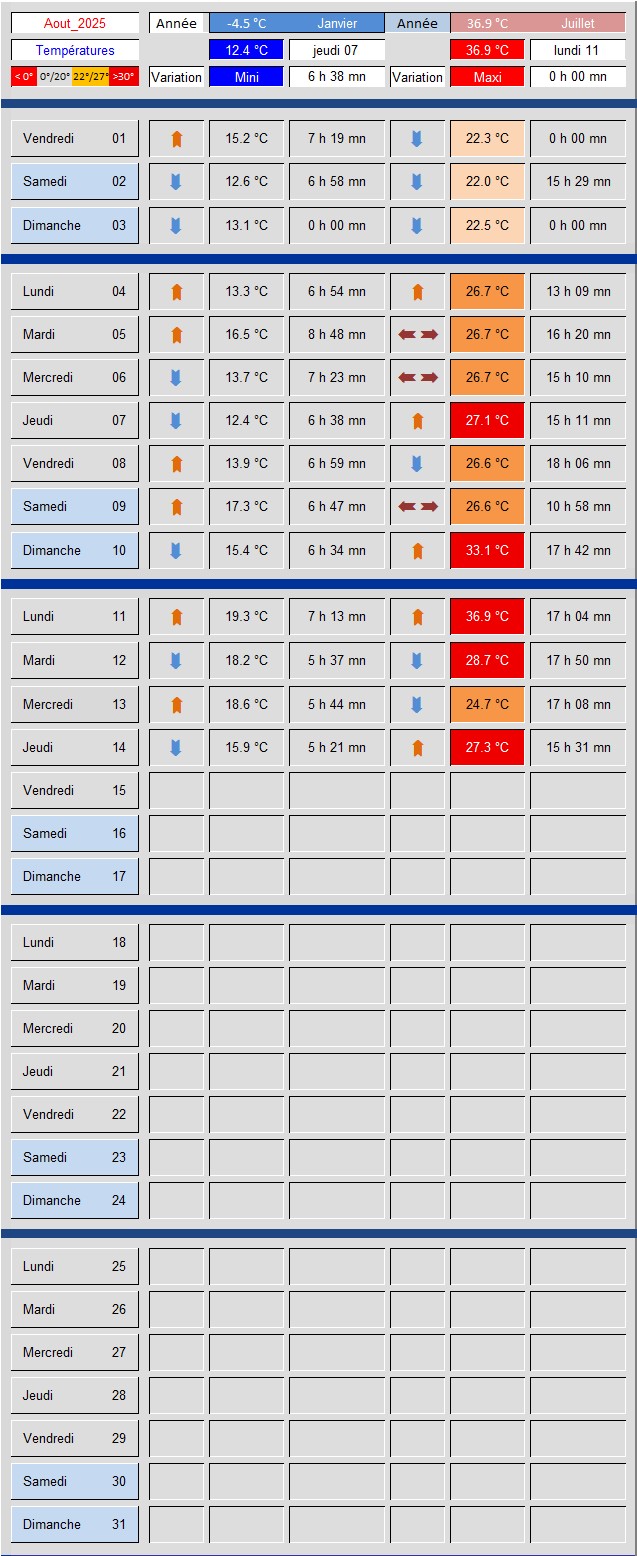 Aout_2025 Année -4.5 °C Janvier Année 36.9 °C Juillet
Températures 12.4 °C jeudi 07 36.9 °C lundi 11
< 0° 0°/20° 22°/27° >30° Variation Mini 6 h 38 mn Variation Maxi 0 h 00 mn
Vendredi 01 15.2 °C 7 h 19 mn 22.3 °C 0 h 00 mn
Samedi 02 12.6 °C 6 h 58 mn 22.0 °C 15 h 29 mn
Dimanche 03 13.1 °C 0 h 00 mn 22.5 °C 0 h 00 mn
Lundi 04 13.3 °C 6 h 54 mn 26.7 °C 13 h 09 mn
Mardi 05 16.5 °C 8 h 48 mn 26.7 °C 16 h 20 mn
Mercredi 06 13.7 °C 7 h 23 mn 26.7 °C 15 h 10 mn
Jeudi 07 12.4 °C 6 h 38 mn 27.1 °C 15 h 11 mn
Vendredi 08 13.9 °C 6 h 59 mn 26.6 °C 18 h 06 mn
Samedi 09 17.3 °C 6 h 47 mn 26.6 °C 10 h 58 mn
Dimanche 10 15.4 °C 6 h 34 mn 33.1 °C 17 h 42 mn
Lundi 11 19.3 °C 7 h 13 mn 36.9 °C 17 h 04 mn
Mardi 12 18.2 °C 5 h 37 mn 28.7 °C 17 h 50 mn
Mercredi 13 18.6 °C 5 h 44 mn 24.7 °C 17 h 08 mn
Jeudi 14 15.9 °C 5 h 21 mn 27.3 °C 15 h 31 mn
Vendredi 15
Samedi 16
Dimanche 17
Lundi 18
Mardi 19
Mercredi 20
Jeudi 21
Vendredi 22
Samedi 23
Dimanche 24
Lundi 25
Mardi 26
Mercredi 27
Jeudi 28
Vendredi 29
Samedi 30
Dimanche 31